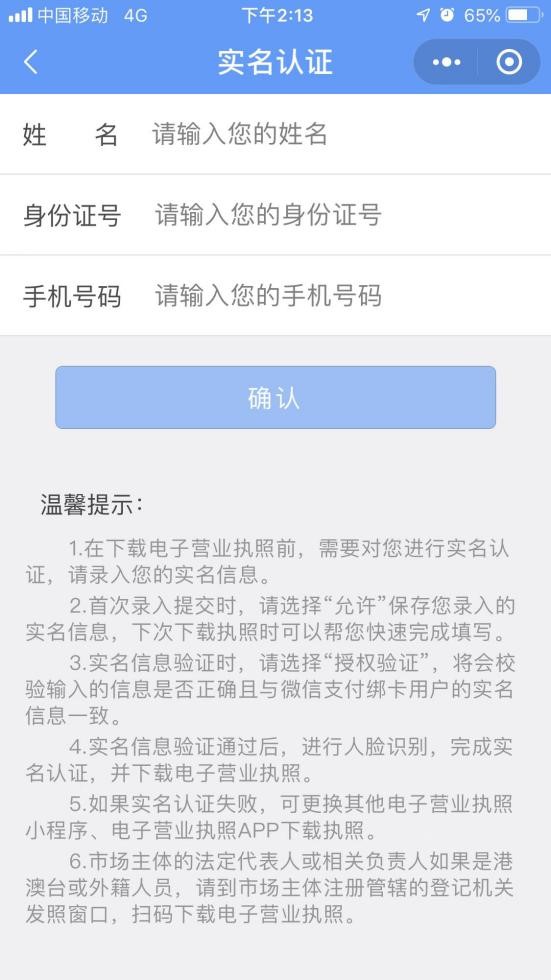 中国移动 4G 下午2:13 65%
实名认证
姓 名 请输入您的姓名
身份证号 请输入您的身份证号
手机号码 请输入您的手机号码
确认
温馨提示：
1.在下载电子营业执照前，需要对您进行实名认
证，请录入您的实名信息。
2.首次录入提交时，请选择“允许”保存您录入的
实名信息，下次下载执照时可以帮您快速完成填写。
3.实名信息验证时，请选择“授权验证”，将会校
验输入的信息是否正确且与微信支付绑卡用户的实名
信息一致。
4.实名信息验证通过后，进行人脸识别，完成实
名认证，并下载电子营业执照。
5.如果实名认证失败，可更换其他电子营业执照
小程序、电子营业执照APP下载执照。
6.市场主体的法定代表人或相关负责人如果是港
澳台或外籍人员，请到市场主体注册管辖的登记机关
发照窗口，扫码下载电子营业执照。